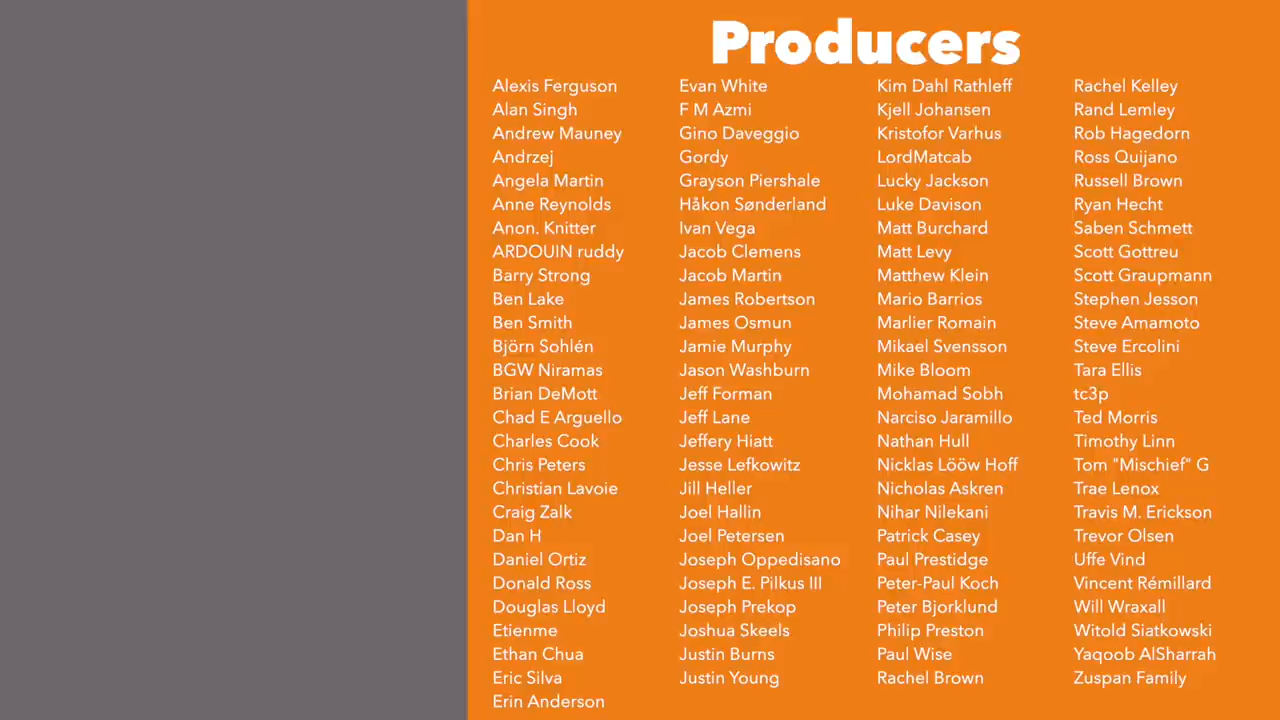 Producers
Alexis Ferguson
Alan Singh
Andrew Mauney
Andrzej
Angela Martin
Anne Reynolds
Anon. Knitter
ARDOUIN ruddy
Barry Strong
Ben Lake
Ben Smith
Björn Sohlén
BGW Niramas
Brian DeMott
Chad E Arguello
Charles Cook
Chris Peters
Christian Lavoie
Craig Zalk
Dan H
Daniel Ortiz
Donald Ross
Douglas Lloyd
Etienme
Ethan Chua
Eric Silva
Erin Anderson
Evan White
F M Azmi
Gino Daveggio
Gordy
Grayson Piershale
Håkon Sønderland
Ivan Vega
Jacob Clemens
Jacob Martin
James Robertson
James Osmun
Jamie Murphy
Jason Washburn
Jeff Forman
Jeff Lane
Jeffery Hiatt
Jesse Lefkowitz
Jill Heller
Joel Hallin
Joel Petersen
Joseph Oppedisano
Joseph E. Pilkus III
Joseph Prekop
Joshua Skeels
Justin Burns
Justin Young
Kim Dahl Rathleff
Kjell Johansen
Kristofor Varhus
LordMatcab
Lucky Jackson
Luke Davison
Matt Burchard
Matt Levy
Matthew Klein
Mario Barrios
Marlier Romain
Mikael Svensson
Mike Bloom
Mohamad Sobh
Narciso Jaramillo
Nathan Hull
Nicklas Lööw Hoff
Nicholas Askren
Nihar Nilekani
Patrick Casey
Paul Prestidge
Peter-Paul Koch
Peter Bjorklund
Philip Preston
Paul Wise
Rachel Brown
Rachel Kelley
Rand Lemley
Rob Hagedorn
Ross Quijano
Russell Brown
Ryan Hecht
Saben Schmett
Scott Gottreu
Scott Graupmann
Stephen Jesson
Steve Amamoto
Steve Ercolini
Tara Ellis
tc3p
Ted Morris
Timothy Linn
Tom "Mischief" G
Trae Lenox
Travis M. Erickson
Trevor Olsen
Uffe Vind
Vincent Rémillard
Will Wraxall
Witold Siatkowski
Yaqoob AlSharrah
Zuspan Family